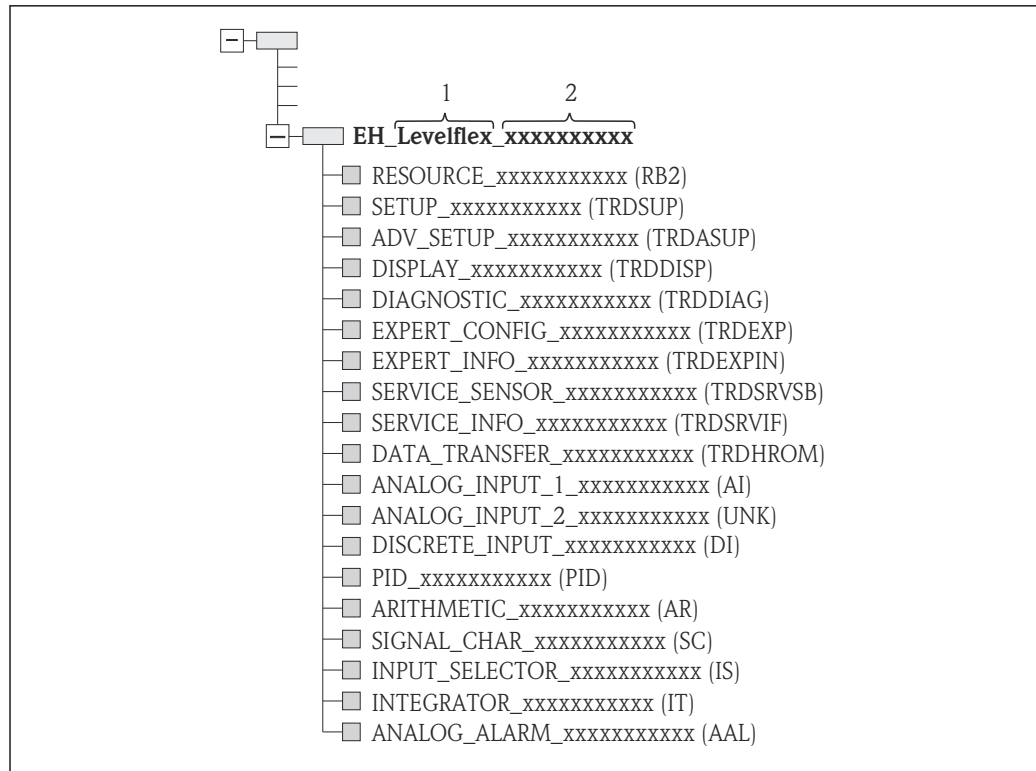 1 2
EH_Levelflex_xxxxxxxxxx
RESOURCE_xxxxxxxxxxx (RB2)
SETUP_xxxxxxxxxxx (TRDSUP)
ADV_SETUP_xxxxxxxxxxx (TRDASUP)
DISPLAY_xxxxxxxxxxx (TRDDISP)
DIAGNOSTIC_xxxxxxxxxxx (TRDDIAG)
EXPERT_CONFIG_xxxxxxxxxxx (TRDEXP)
EXPERT_INFO_xxxxxxxxxxx (TRDEXPIN)
SERVICE_SENSOR_xxxxxxxxxxx (TRDSRVSB)
SERVICE_INFO_xxxxxxxxxxx (TRDSRVIF)
DATA_TRANSFER_xxxxxxxxxxx (TRDHROM)
ANALOG_INPUT_1_xxxxxxxxxxx (AI)
ANALOG_INPUT_2_xxxxxxxxxxx (UNK)
DISCRETE_INPUT_xxxxxxxxxxx (DI)
PID_xxxxxxxxxxx (PID)
ARITHMETIC_xxxxxxxxxxx (AR)
SIGNAL_CHAR_xxxxxxxxxxx (SC)
INPUT_SELECTOR_xxxxxxxxxxx (IS)
INTEGRATOR_xxxxxxxxxxx (IT)
ANALOG_ALARM_xxxxxxxxxxx (AAL)